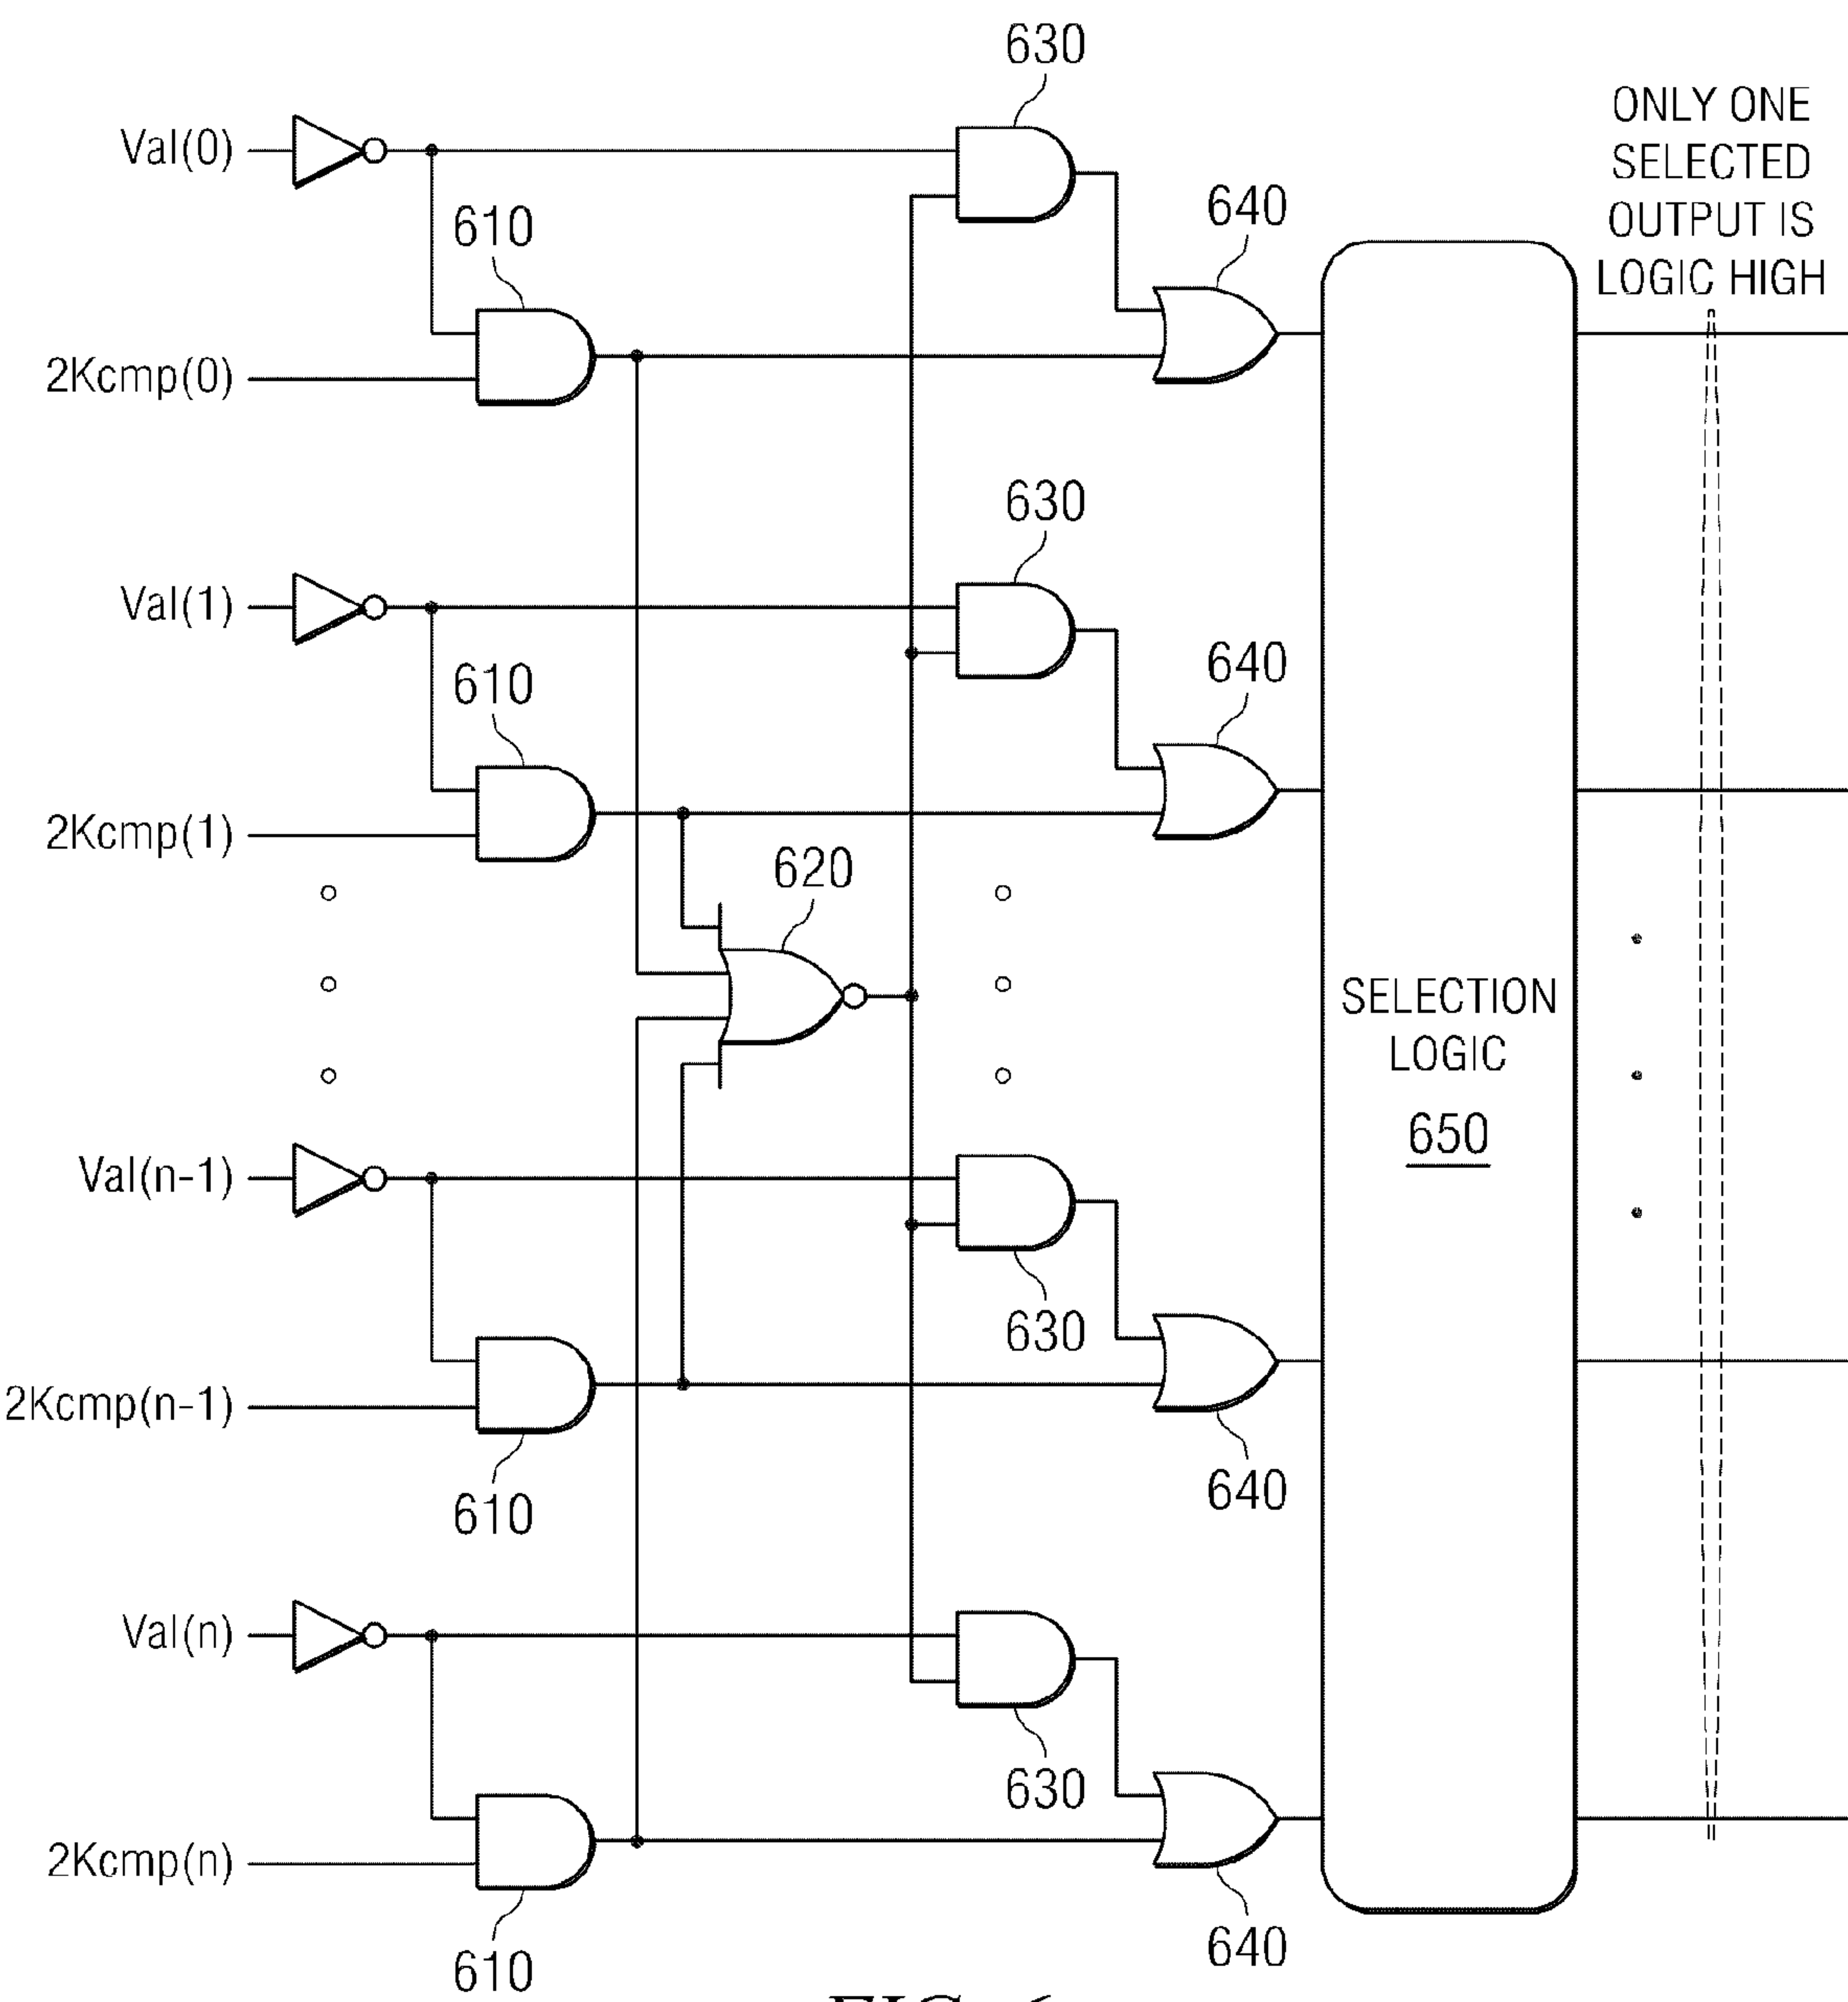 630
ONLY ONE
SELECTED
OUTPUT IS
LOGIC HIGH
Val(0)
610
640
2Kcmp(0)
630
Val(1)
610
640
2Kcmp(1)
620
SELECTION
LOGIC
650
Val(n-1)
630
2Kcmp(n-1)
610
640
Val(n)
630
2Kcmp(n)
610
640